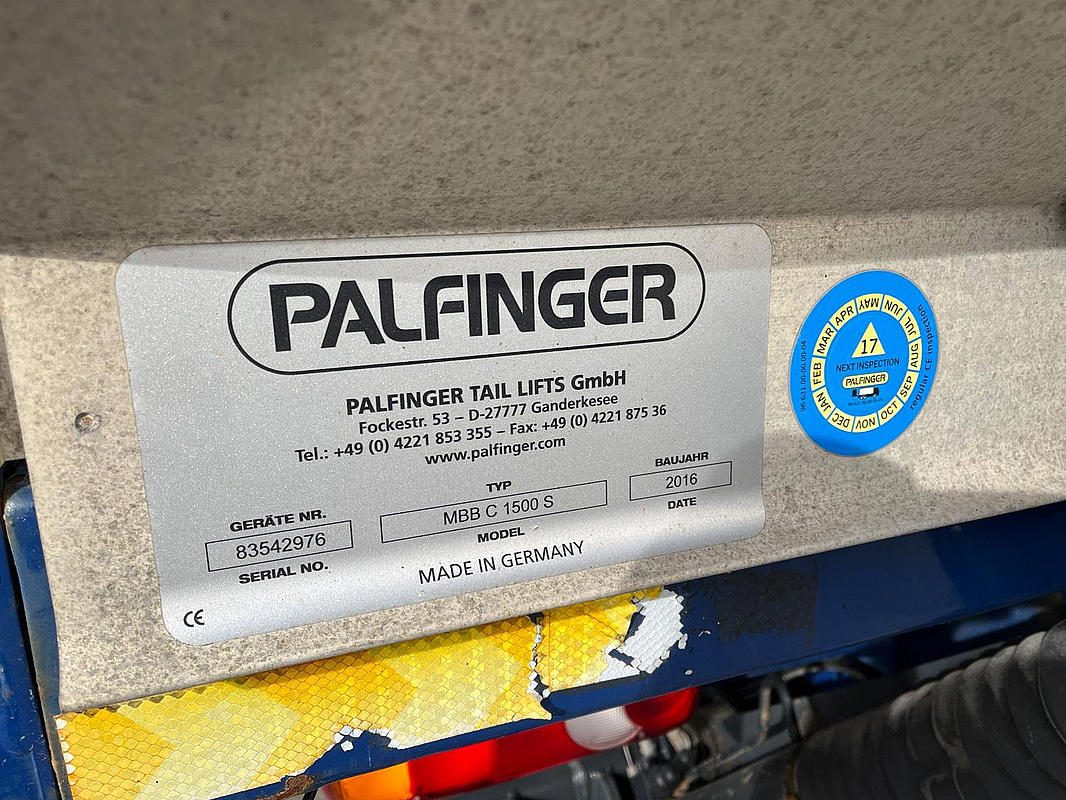 PALFINGER
PALFINGER TAIL LIFTS GmbH
Fockestr. 53 – D-27777 Ganderkesee
Tel.: +49 (0) 4221 853 355 – Fax: +49 (0) 4221 875 36
www.palfinger.com
GERÄTE NR.
83542976
SERIAL NO.
TYP
MBB C 1500 S
MODEL
BAUJAHR
2016
DATE
MADE IN GERMANY
CE
JAN FEB MAR APR MAY JUN JUL AUG SEP OCT NOV DEC
17
NEXT INSPECTION
PALFINGER
regular CE inspection